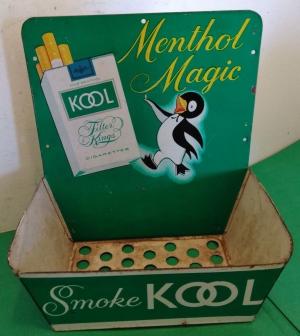 Menthol
Magic
KOOL
Filter
Kings
CIGARETTES
Smoke KOOL